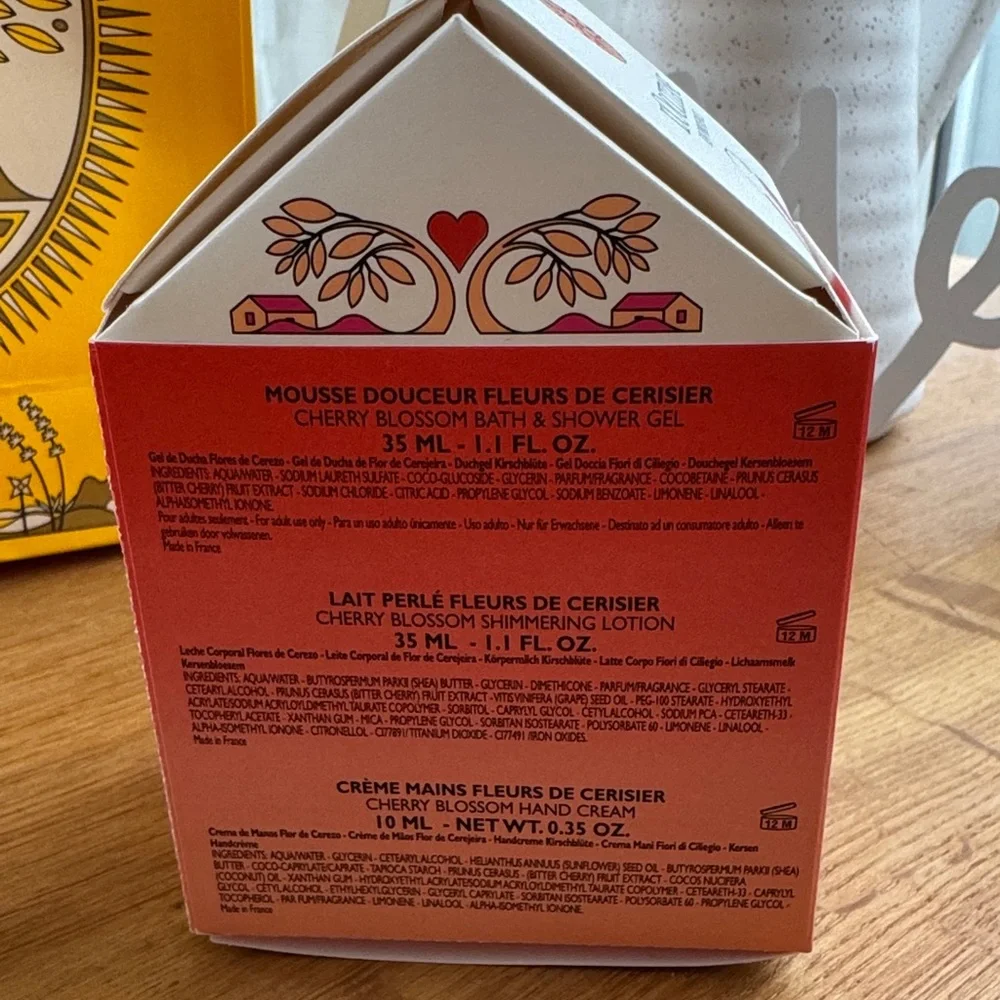 MOUSSE DOUCEUR FLEURS DE CERISIER
CHERRY BLOSSOM BATH & SHOWER GEL
35 ML - 1.1 FL. OZ.
12 M
Gel de Ducha Flores de Cerezo - Gel de Ducha de Flor de Cerejeira - Duchgel Kirschblüte - Gel Doccia Fiori di Ciliegio - Douchegel Kersenbloesem
INGREDIENTS: AQUA/WATER - SODIUM LAURETH SULFATE - COCO-GLUCOSIDE - GLYCERIN - PARFUM/FRAGRANCE - COCOBETAINE - PRUNUS CERASUS
(BITTER CHERRY) FRUIT EXTRACT - SODIUM CHLORIDE - CITRIC ACID - PROPYLENE GLYCOL - SODIUM BENZOATE - LIMONENE - LINALOOL -
ALPHAISOMETHYL IONONE.
Pour adultes seulement - For adult use only - Para un uso adulto únicamente - Uso adulto - Nur für Erwachsene - Destinato ad un consumatore adulto - Alleen te
gebruiken door volwassenen.
Made in France
LAIT PERLÉ FLEURS DE CERISIER
CHERRY BLOSSOM SHIMMERING LOTION
35 ML - 1.1 FL. OZ.
12 M
Leche Corporal Flores de Cerezo - Leite Corporal de Flor de Cerejeira - Körpermilch Kirschblüte - Latte Corpo Fiori di Ciliegio - Lichaamsmelk
Kersenbloesem
INGREDIENTS: AQUA/WATER - BUTYROSPERMUM PARKII (SHEA) BUTTER - GLYCERIN - DIMETHICONE - PARFUM/FRAGRANCE - GLYCERYL STEARATE -
CETEARYL ALCOHOL - PRUNUS CERASUS (BITTER CHERRY) FRUIT EXTRACT - VITIS VINIFERA (GRAPE) SEED OIL - PEG-100 STEARATE - HYDROXYETHYL
ACRYLATE/SODIUM ACRYLOYLDIMETHYL TAURATE COPOLYMER - SORBITOL - CAPRYLYL GLYCOL - CETYL ALCOHOL - SODIUM PCA - CETEARETH-33 -
TOCOPHERYL ACETATE - XANTHAN GUM - MICA - PROPYLENE GLYCOL - SORBITAN ISOSTEARATE - POLYSORBATE 60 - LIMONENE - LINALOOL -
ALPHA-ISOMETHYL IONONE - CITRONELLOL - CI77891/ TITANIUM DIOXIDE - CI77491 /IRON OXIDES.
Made in France
CRÈME MAINS FLEURS DE CERISIER
CHERRY BLOSSOM HAND CREAM
10 ML - NET WT. 0.35 OZ.
12 M
Crema de Manos Flor de Cerezo - Crème de Mãos Flor de Cerejeira - Handcreme Kirschblüte - Crema Mani Fiori di Ciliegio - Kersen
Handcrème
INGREDIENTS: AQUA/WATER - GLYCERIN - CETEARYL ALCOHOL - HELIANTHUS ANNUUS (SUNFLOWER) SEED OIL - BUTYROSPERMUM PARKII (SHEA)
BUTTER - COCO-CAPRYLATE/CAPRATE - TAPIOCA STARCH - PRUNUS CERASUS - (BITTER CHERRY) FRUIT EXTRACT - COCOS NUCIFERA
(COCONUT) OIL - XANTHAN GUM - HYDROXYETHYL ACRYLATE/SODIUM ACRYLOYLDIMETHYL TAURATE COPOLYMER - CETEARETH-33 - CAPRYLYL
GLYCOL - CETYL ALCOHOL - ETHYLHEXYLGLYCERIN - GLYCERYL CAPRYLATE - SORBITAN ISOSTEARATE - POLYSORBATE 60 - PROPYLENE GLYCOL -
TOCOPHEROL - PARFUM/FRAGRANCE - LIMONENE - LINALOOL - ALPHA-ISOMETHYL IONONE.
Made in France